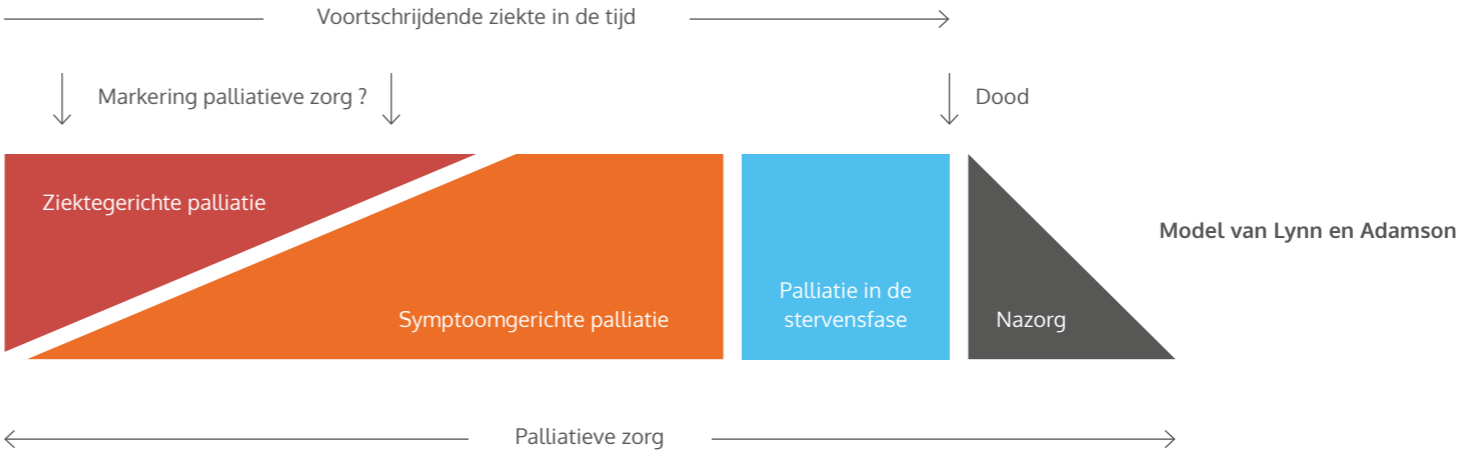 Voortschrijdende ziekte in de tijd
Markering palliatieve zorg ?
Dood
Ziektegerichte palliatie
Symptoomgerichte palliatie
Palliatie in de
stervensfase
Nazorg
Model van Lynn en Adamson
Palliatieve zorg